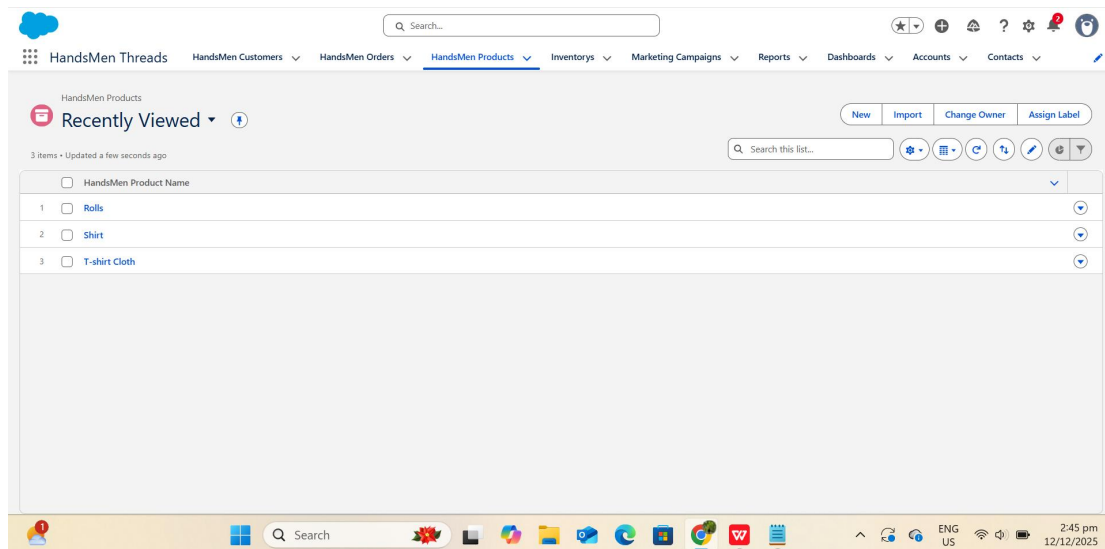 Search...
2
HandsMen Threads HandsMen Customers HandsMen Orders HandsMen Products Inventorys Marketing Campaigns Reports Dashboards Accounts Contacts
HandsMen Products
Recently Viewed
New Import Change Owner Assign Label
3 items • Updated a few seconds ago
Search this list...
HandsMen Product Name
1 Rolls
2 Shirt
3 T-shirt Cloth
1
Search
W
ENG
US
2:45 pm
12/12/2025